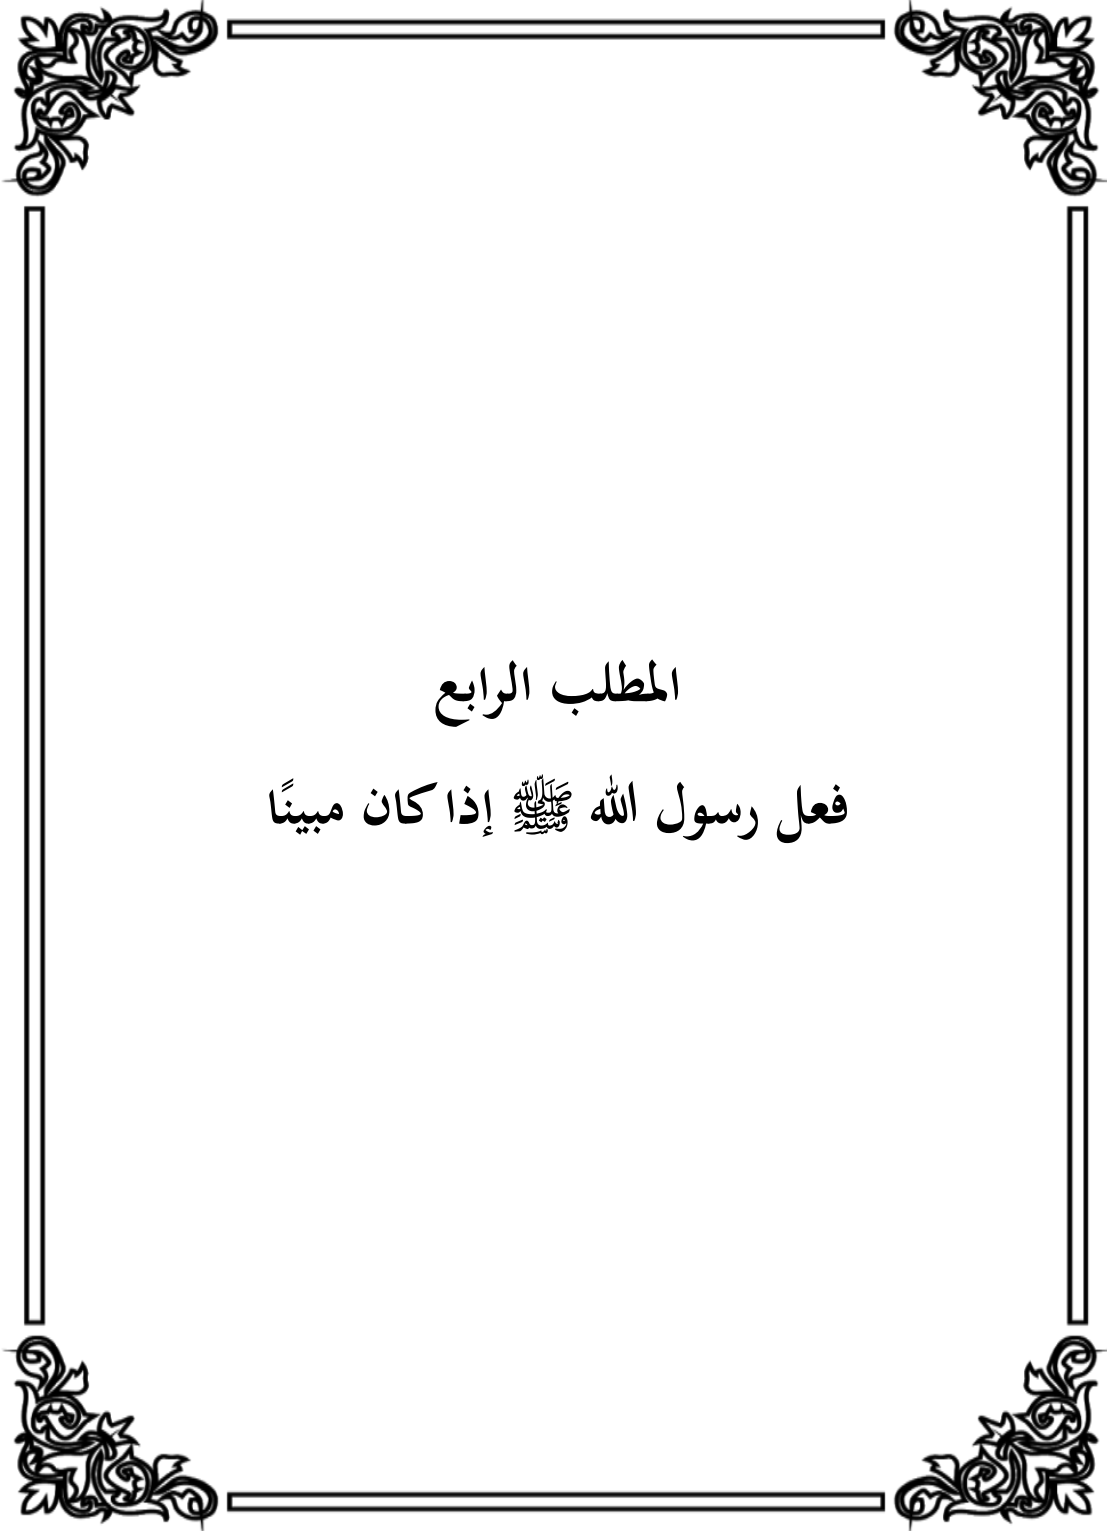 المطلب الرابع
فعل رسول الله ﷺ إذا كان مبينًا